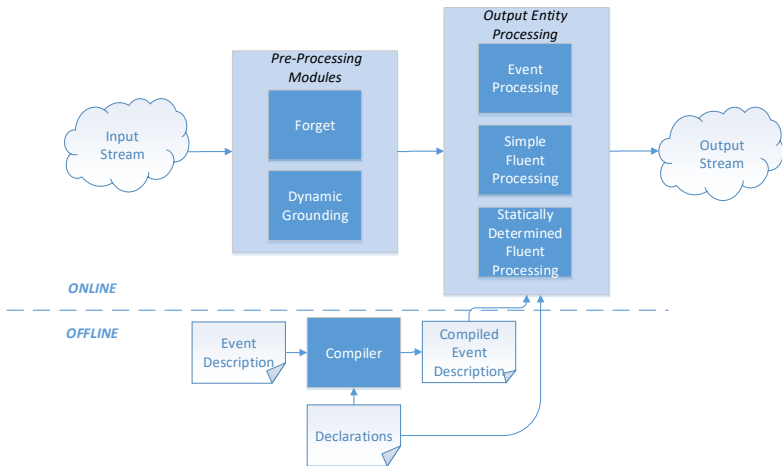 Output Entity
Processing
Pre-Processing
Modules
Event
Processing
Forget
Input
Stream
Simple
Fluent
Processing
Output
Stream
Dynamic
Grounding
Statically
Determined
Fluent
Processing
ONLINE
OFFLINE
Event
Description
Compiler
Compiled
Event
Description
Declarations